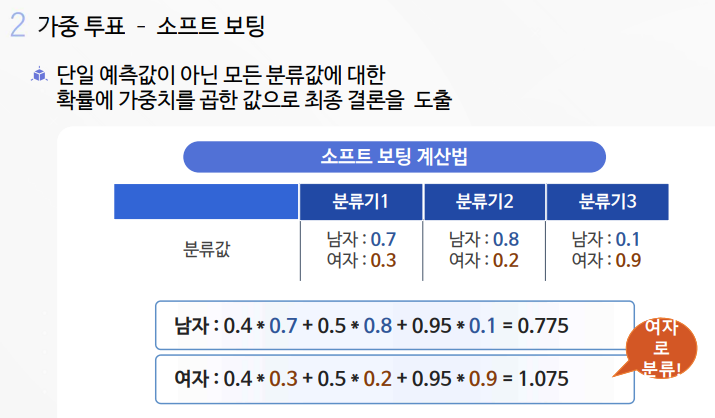 2 가중 투표 - 소프트 보팅
단일 예측값이 아닌 모든 분류값에 대한
확률에 가중치를 곱한 값으로 최종 결론을 도출
소프트 보팅 계산법
분류기1 분류기2 분류기3
분류값
남자 : 0.7 남자 : 0.8 남자 : 0.1
여자 : 0.3 여자 : 0.2 여자 : 0.9
남자 : 0.4 * 0.7 + 0.5 * 0.8 + 0.95 * 0.1 = 0.775
여자 : 0.4 * 0.3 + 0.5 * 0.2 + 0.95 * 0.9 = 1.075
여자
로
분류!